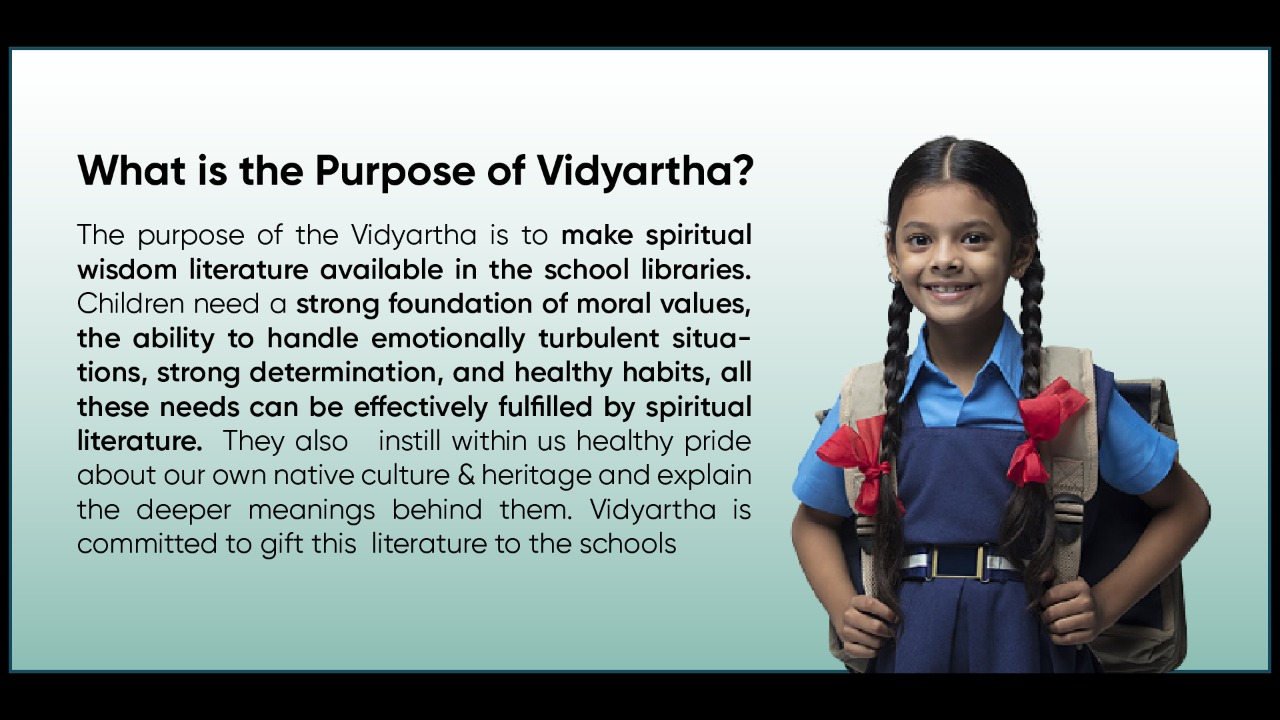 What is the Purpose of Vidyartha?
The purpose of the Vidyartha is to make spiritual
wisdom literature available in the school libraries.
Children need a strong foundation of moral values,
the ability to handle emotionally turbulent situa-
tions, strong determination, and healthy habits, all
these needs can be effectively fulfilled by spiritual
literature. They also instill within us healthy pride
about our own native culture & heritage and explain
the deeper meanings behind them. Vidyartha is
committed to gift this literature to the schools